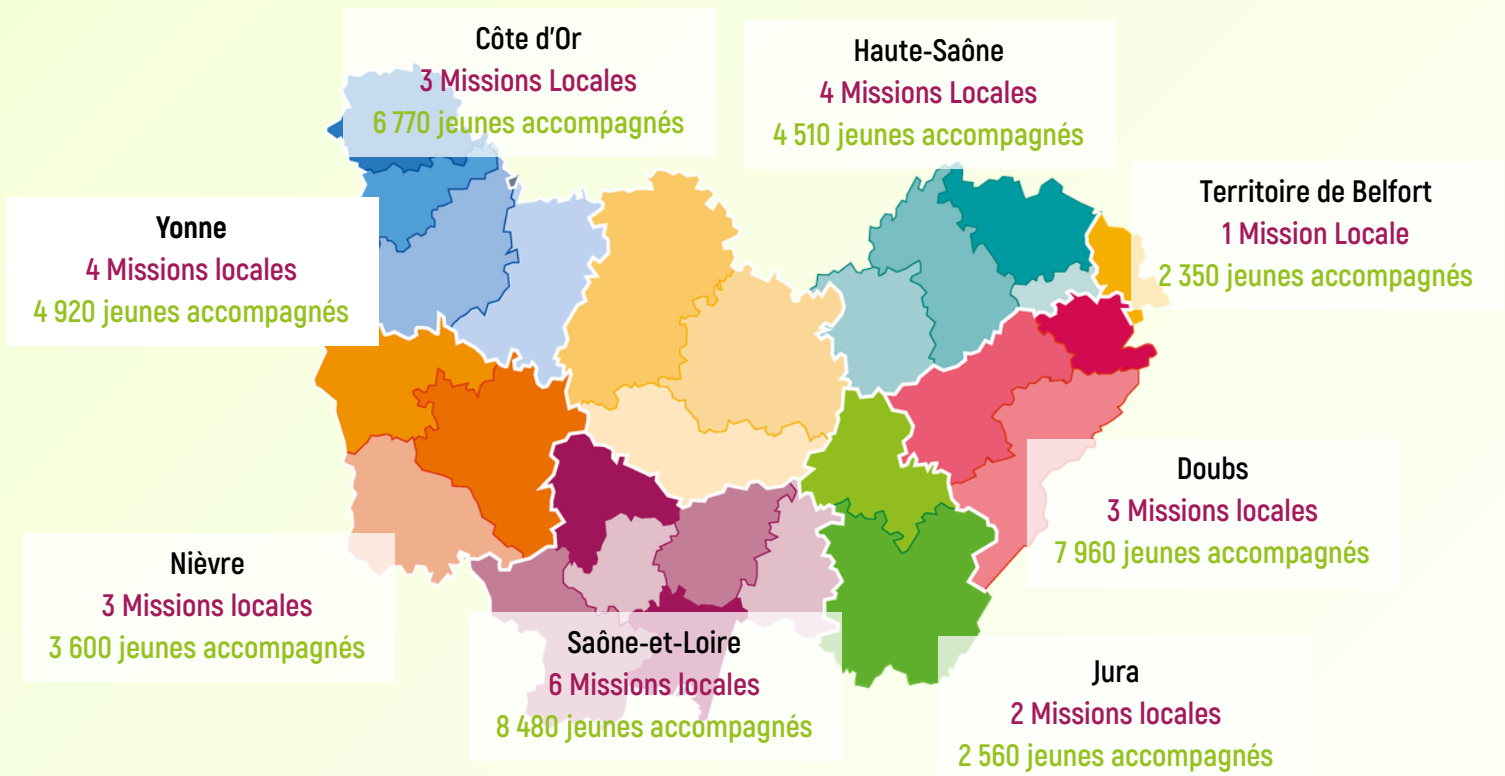 Côte d'Or
3 Missions Locales
6 770 jeunes accompagnés
Haute-Saône
4 Missions Locales
4 510 jeunes accompagnés
Territoire de Belfort
1 Mission Locale
2 350 jeunes accompagnés
Yonne
4 Missions locales
4 920 jeunes accompagnés
Doubs
3 Missions locales
7 960 jeunes accompagnés
Nièvre
3 Missions locales
3 600 jeunes accompagnés
Saône-et-Loire
6 Missions locales
8 480 jeunes accompagnés
Jura
2 Missions locales
2 560 jeunes accompagnés